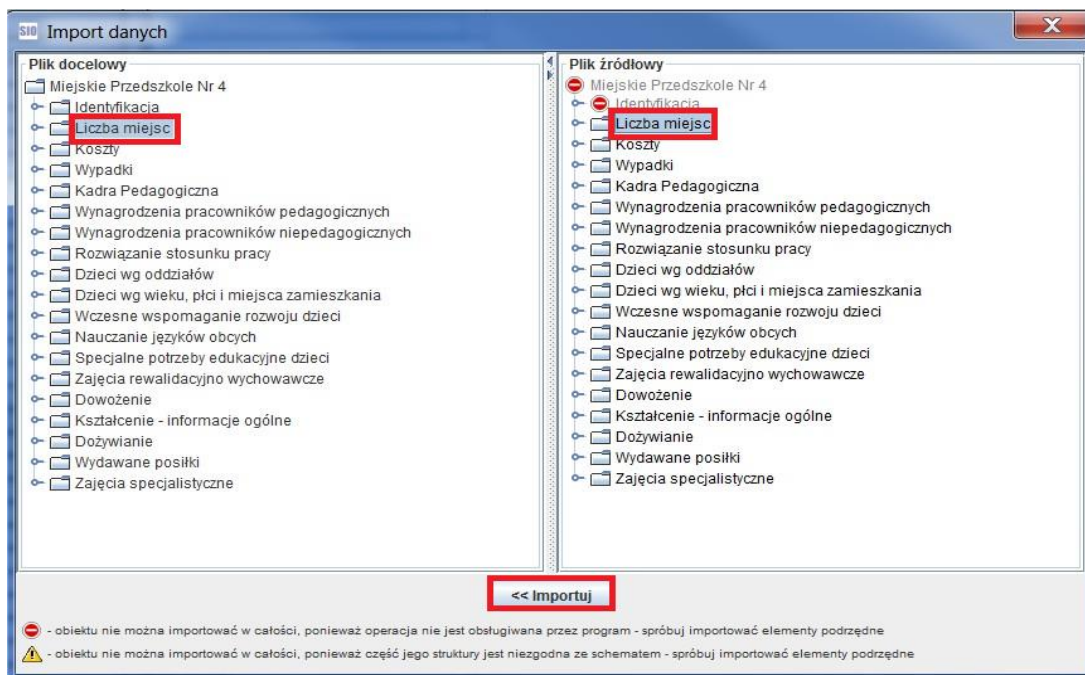 SIO Import danych
X
Plik docelowy
Miejskie Przedszkole Nr 4
Identyfikacja
Liczba miejsc
Koszty
Wypadki
Kadra Pedagogiczna
Wynagrodzenia pracowników pedagogicznych
Wynagrodzenia pracowników niepedagogicznych
Rozwiązanie stosunku pracy
Dzieci wg oddziałów
Dzieci wg wieku, płci i miejsca zamieszkania
Wczesne wspomaganie rozwoju dzieci
Nauczanie języków obcych
Specjalne potrzeby edukacyjne dzieci
Zajęcia rewalidacyjno wychowawcze
Dowożenie
Kształcenie - informacje ogólne
Dożywianie
Wydawane posiłki
Zajęcia specjalistyczne
Plik źródłowy
Miejskie Przedszkole Nr 4
Identyfikacja
Liczba miejsc
Koszty
Wypadki
Kadra Pedagogiczna
Wynagrodzenia pracowników pedagogicznych
Wynagrodzenia pracowników niepedagogicznych
Rozwiązanie stosunku pracy
Dzieci wg oddziałów
Dzieci wg wieku, płci i miejsca zamieszkania
Wczesne wspomaganie rozwoju dzieci
Nauczanie języków obcych
Specjalne potrzeby edukacyjne dzieci
Zajęcia rewalidacyjno wychowawcze
Dowożenie
Kształcenie - informacje ogólne
Dożywianie
Wydawane posiłki
Zajęcia specjalistyczne
<< Importuj
- obiektu nie można importować w całości, ponieważ operacja nie jest obsługiwana przez program - spróbuj importować elementy podrzędne
- obiektu nie można importować w całości, ponieważ część jego struktury jest niezgodna ze schematem - spróbuj importować elementy podrzędne